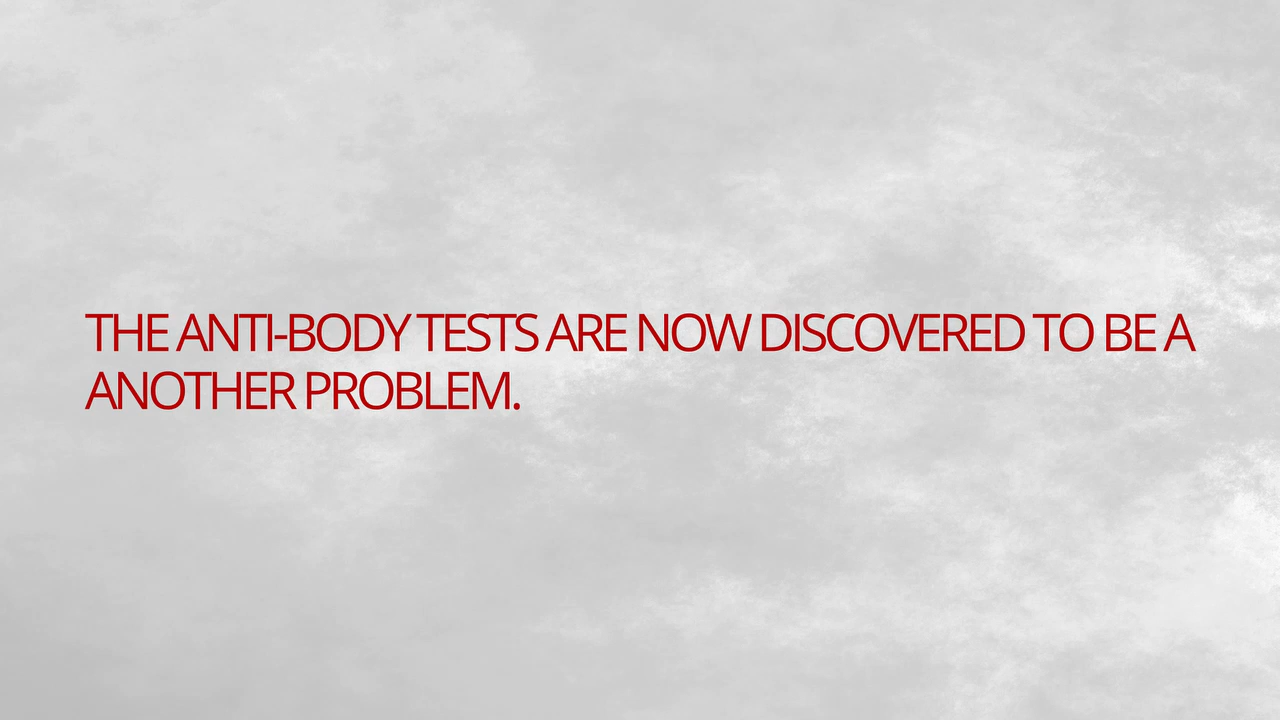 THE ANTI-BODY TESTS ARE NOW DISCOVERED TO BE A
ANOTHER PROBLEM.